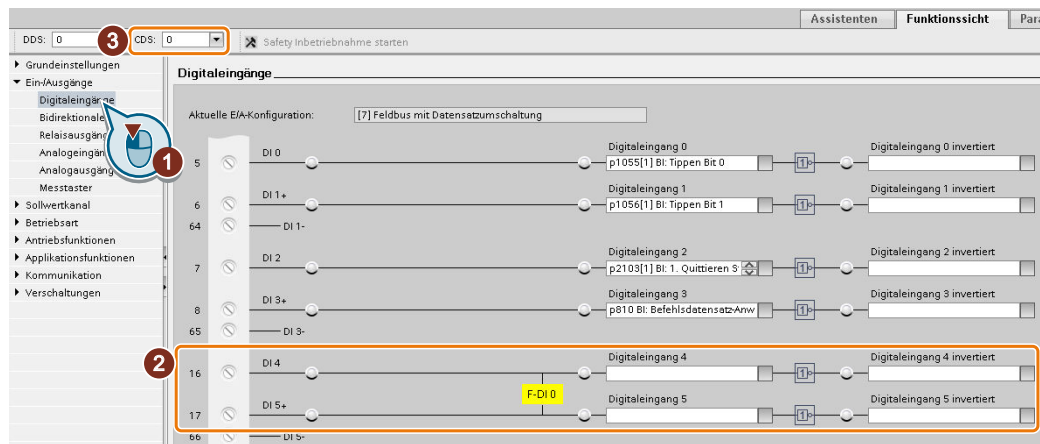 Assistenten Funktionssicht
DDS: 0 3 CDS: 0 Safety Inbetriebnahme starten
Grundeinstellungen
Ein-/Ausgänge
Digitaleingänge
Bidirektionale
Relaisausgäng
Analogeingän
Analogausgäng
Messtaster
Sollwertkanal
Betriebsart
Antriebsfunktionen
Applikationsfunktionen
Kommunikation
Verschaltungen
1
Digitaleingänge
Aktuelle E/A-Konfiguration: [7] Feldbus mit Datensatzumschaltung
Digitaleingang 0 Digitaleingang 0 invertiert
5 DI 0 p1055[1] BI: Tippen Bit 0 1
Digitaleingang 1 Digitaleingang 1 invertiert
6 DI 1+ p1056[1] BI: Tippen Bit 1 1
64 DI 1-
Digitaleingang 2 Digitaleingang 2 invertiert
7 DI 2 p2103[1] BI: 1. Quittieren S 1
Digitaleingang 3 Digitaleingang 3 invertiert
8 DI 3+ p810 BI: Befehlsdatensatz-Anw 1
65 DI 3-
2
Digitaleingang 4 Digitaleingang 4 invertiert
16 DI 4 1
F-DI 0
Digitaleingang 5 Digitaleingang 5 invertiert
17 DI 5+ 1
66 DI 5-